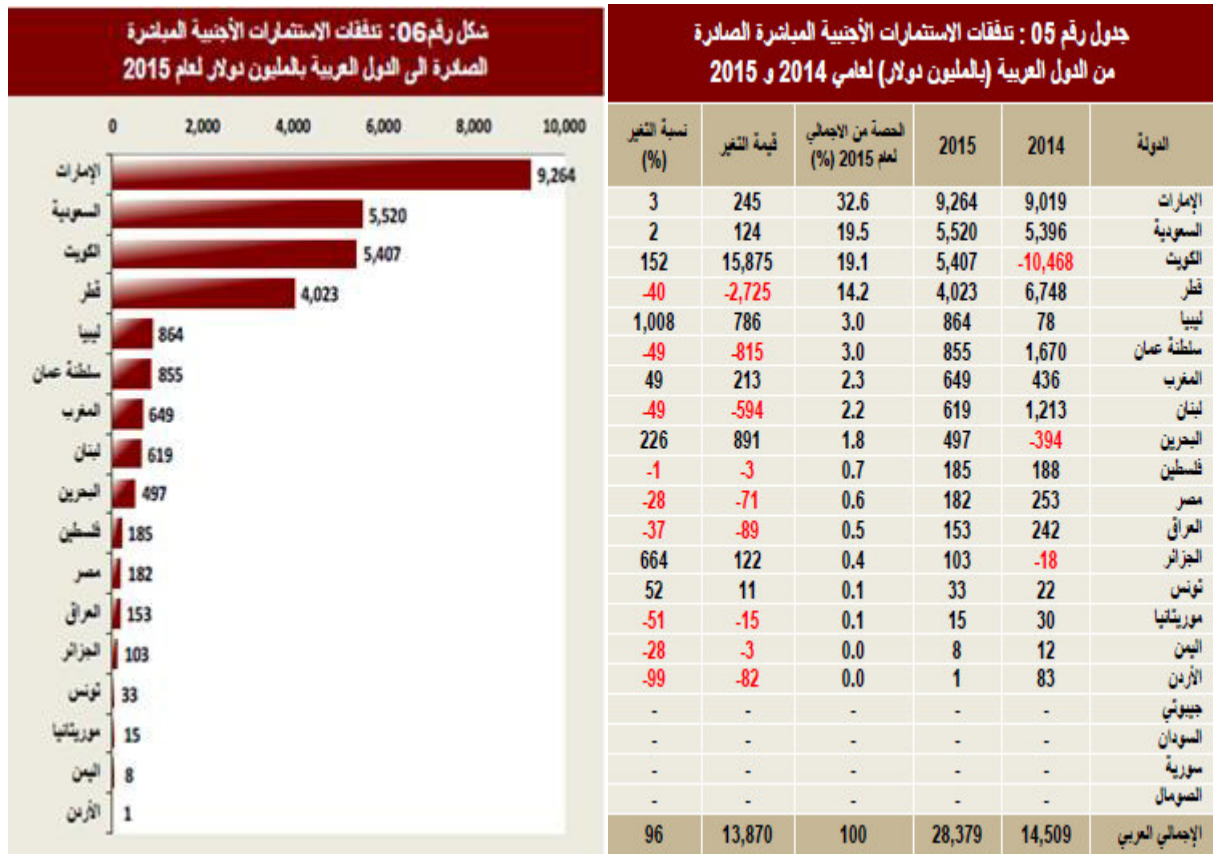 جدول رقم 05 : تدفقات الاستثمارات الأجنبية المباشرة الصادرة
من الدول العربية (بالمليون دولار) لعامي 2014 و 2015
الدولة 2014 2015 الحصة من الاجمالي لعام 2015 (%) قيمة التغير نسبة التغير (%)
الإمارات 9,019 9,264 32.6 245 3
السعودية 5,396 5,520 19.5 124 2
الكويت -10,468 5,407 19.1 15,875 152
قطر 6,748 4,023 14.2 -2,725 -40
ليبيا 78 864 3.0 786 1,008
سلطنة عمان 1,670 855 3.0 -815 -49
المغرب 436 649 2.3 213 49
لبنان 1,213 619 2.2 -594 -49
البحرين -394 497 1.8 891 226
فلسطين 188 185 0.7 -3 -1
مصر 253 182 0.6 -71 -28
العراق 242 153 0.5 -89 -37
الجزائر -18 103 0.4 122 664
تونس 22 33 0.1 11 52
موريتانيا 30 15 0.1 -15 -51
اليمن 12 8 0.0 -3 -28
الأردن 83 1 0.0 -82 -99
جيبوتي - - - - -
السودان - - - - -
سورية - - - - -
الصومال - - - - -
الإجمالي العربي 14,509 28,379 100 13,870 96
شكل رقم06: تدفقات الاستثمارات الأجنبية المباشرة
الصادرة الى الدول العربية بالمليون دولار لعام 2015
0 2,000 4,000 6,000 8,000 10,000
الإمارات 9,264
السعودية 5,520
الكويت 5,407
قطر 4,023
ليبيا 864
سلطنة عمان 855
المغرب 649
لبنان 619
البحرين 497
فلسطين 185
مصر 182
العراق 153
الجزائر 103
تونس 33
موريتانيا 15
اليمن 8
الأردن 1